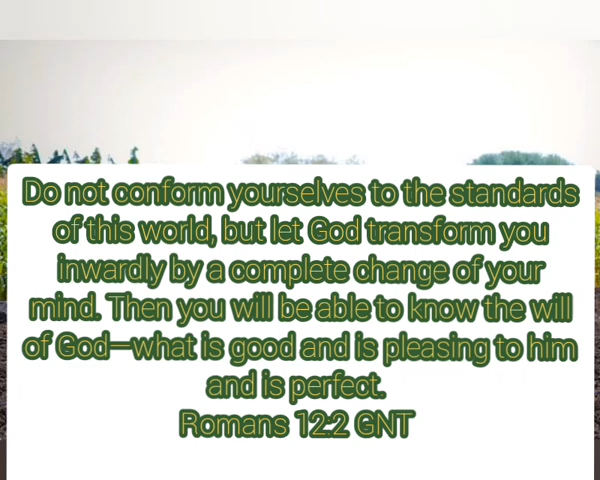 Do not conform yourselves to the standards
of this world, but let God transform you
inwardly by a complete change of your
mind. Then you will be able to know the will
of God—what is good and is pleasing to him
and is perfect.
Romans 12:2 GNT